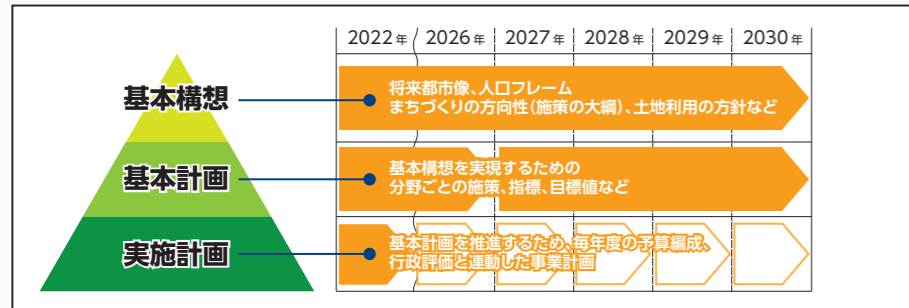 2022年 2026年 2027年 2028年 2029年 2030年
基本構想
将来都市像、人口フレーム
まちづくりの方向性(施策の大綱)、土地利用の方針など
基本計画
基本構想を実現するための
分野ごとの施策、指標、目標値など
実施計画
基本計画を推進するため、毎年度の予算編成、
行政評価と連動した事業計画